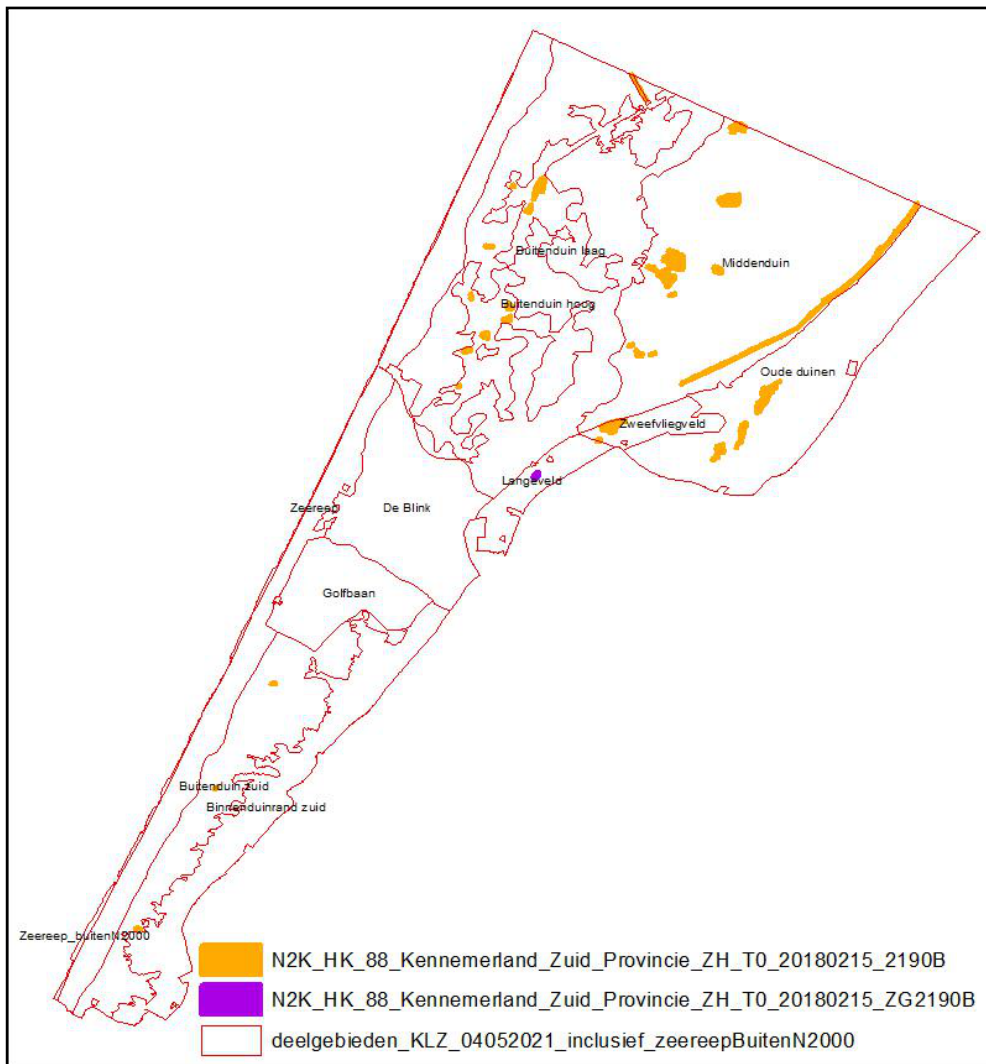 Buitenduin laag
Middenduin
Buitenduin hoog
Oude duinen
Zweefvliegveld
Langeveld
Zeereep
De Blink
Golfbaan
Buitenduin zuid
Binnenduinrand zuid
Zeereep_buitenN2000
N2K_HK_88_Kennemerland_Zuid_Provincie_ZH_T0_20180215_2190B
N2K_HK_88_Kennemerland_Zuid_Provincie_ZH_T0_20180215_ZG2190B
deelgebieden_KLZ_04052021_inclusief_zeereepBuitenN2000